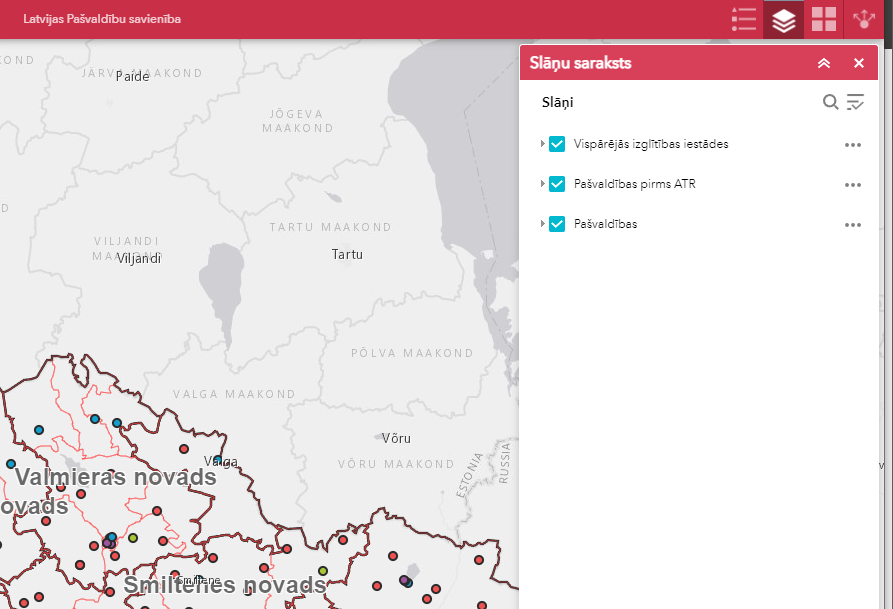 Latvijas Pašvaldību savienība
Slāņu saraksts
Slāņi
Vispārējās izglītības iestādes
Pašvaldības pirms ATR
Pašvaldības
KOND
JÄRVA MAAKOND
Paide
JÕGEVA
MAAKOND
D
TARTU MAAKOND
VILJANDI
MAAKOND
Viljandi
Tartu
PÕLVA MAAKOND
VALGA MAAKOND
Võru
VÕRU MAAKOND
ESTONIA
RUSSIA
Valga
Valmieras novads
ovads
Smiltene
Smiltenes novads
v